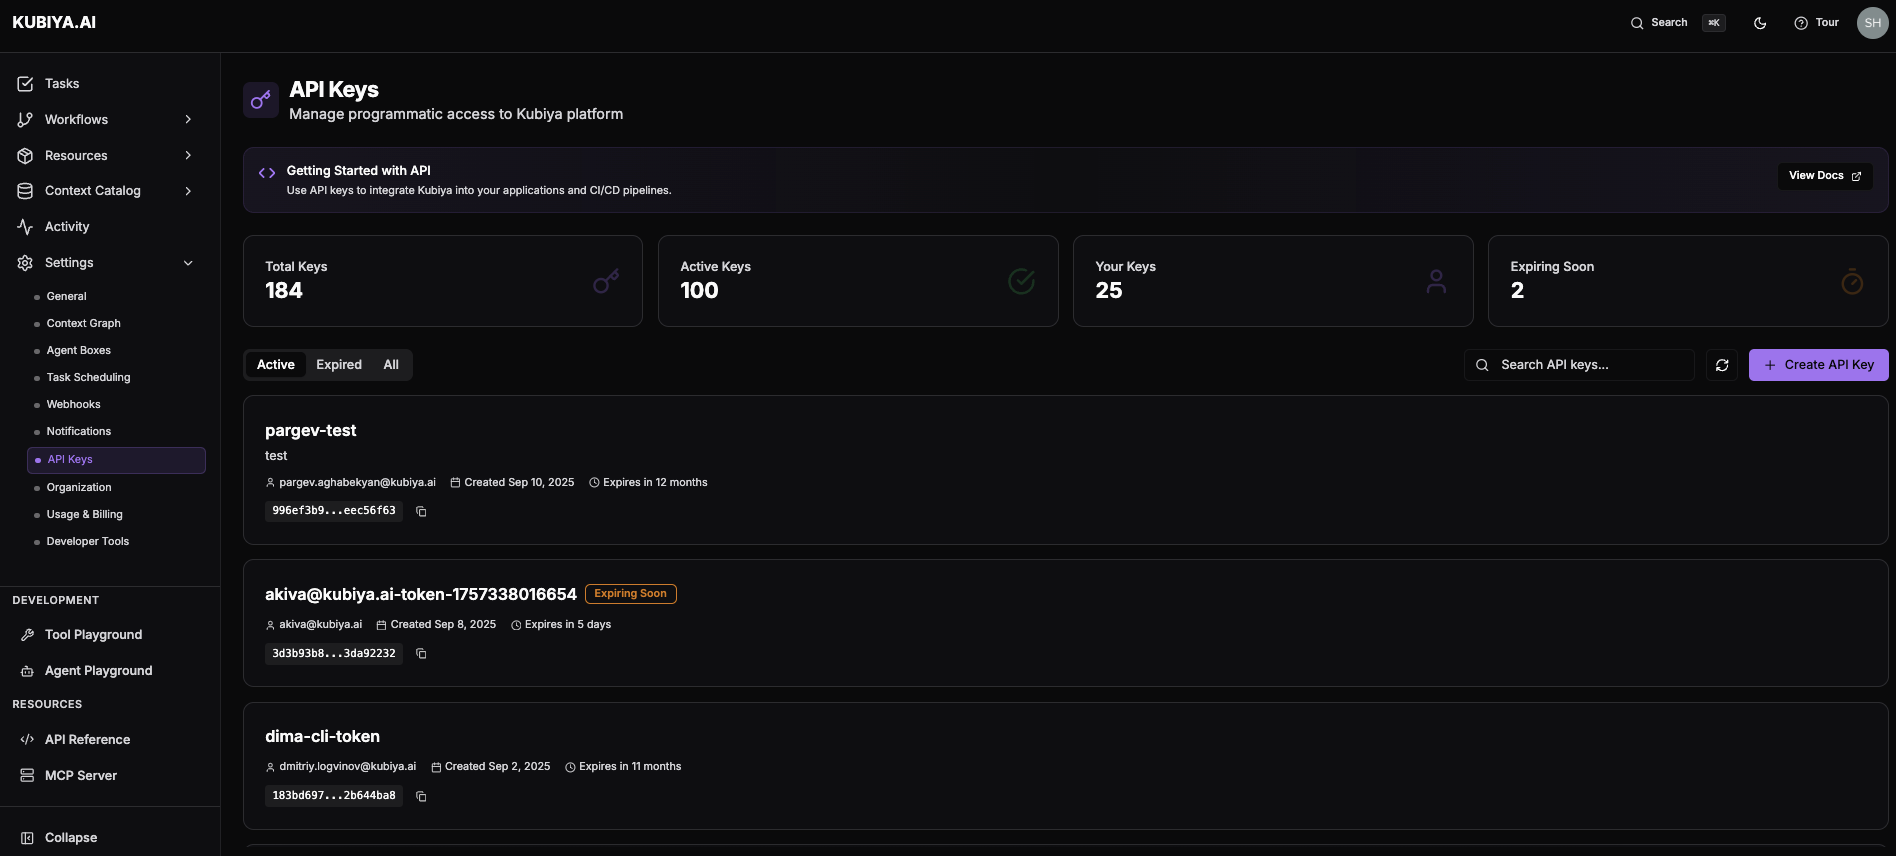 KUBIYA.AI
Search ⌘K Tour SH
Tasks
Workflows
Resources
Context Catalog
Activity
Settings
General
Context Graph
Agent Boxes
Task Scheduling
Webhooks
Notifications
API Keys
Organization
Usage & Billing
Developer Tools
DEVELOPMENT
Tool Playground
Agent Playground
RESOURCES
API Reference
MCP Server
Collapse
API Keys
Manage programmatic access to Kubiya platform
Getting Started with API
Use API keys to integrate Kubiya into your applications and CI/CD pipelines.
View Docs
Total Keys
184
Active Keys
100
Your Keys
25
Expiring Soon
2
Active Expired All
Search API keys...
Create API Key
pargev-test
test
pargev.aghabekyan@kubiya.ai Created Sep 10, 2025 Expires in 12 months
996ef3b9...eec56f63
akiva@kubiya.ai-token-1757338016654 Expiring Soon
akiva@kubiya.ai Created Sep 8, 2025 Expires in 5 days
3d3b93b8...3da92232
dima-cli-token
dmitriy.logvinov@kubiya.ai Created Sep 2, 2025 Expires in 11 months
183bd697...2b644ba8